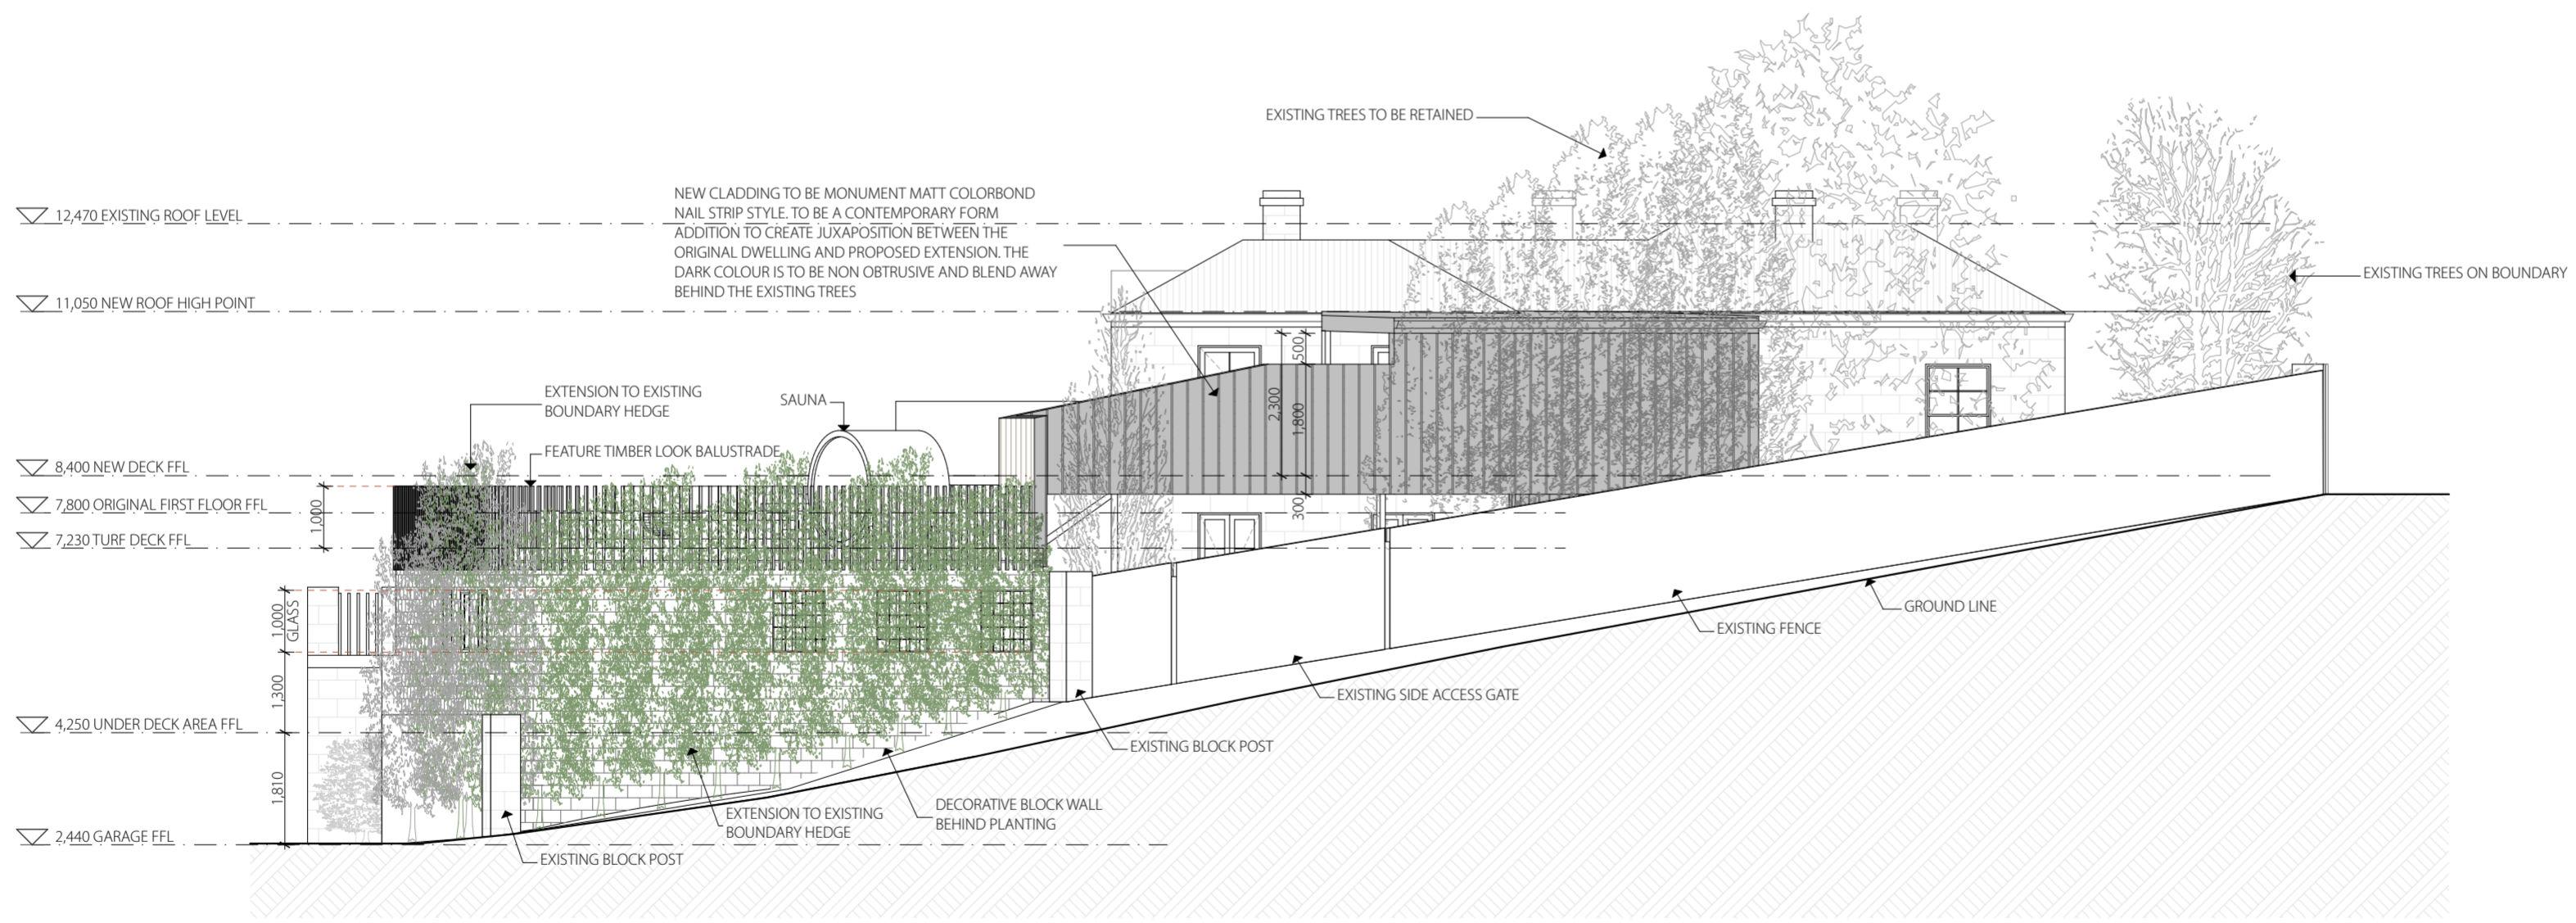 EXISTING TREES TO BE RETAINED
NEW CLADDING TO BE MONUMENT MATT COLORBOND
NAIL STRIP STYLE. TO BE A CONTEMPORARY FORM
ADDITION TO CREATE JUXAPOSITION BETWEEN THE
ORIGINAL DWELLING AND PROPOSED EXTENSION. THE
DARK COLOUR IS TO BE NON OBTRUSIVE AND BLEND AWAY
BEHIND THE EXISTING TREES
12,470 EXISTING ROOF LEVEL
EXISTING TREES ON BOUNDARY
11,050 NEW ROOF HIGH POINT
500
2,300
1,800
300
EXTENSION TO EXISTING
BOUNDARY HEDGE
SAUNA
FEATURE TIMBER LOOK BALUSTRADE
8,400 NEW DECK FFL
7,800 ORIGINAL FIRST FLOOR FFL
1,000
7,230 TURF DECK FFL
1,000
GLASS
GROUND LINE
EXISTING FENCE
1,300
EXISTING SIDE ACCESS GATE
4,250 UNDER DECK AREA FFL
EXISTING BLOCK POST
1,810
DECORATIVE BLOCK WALL
BEHIND PLANTING
EXTENSION TO EXISTING
BOUNDARY HEDGE
2,440 GARAGE FFL
EXISTING BLOCK POST